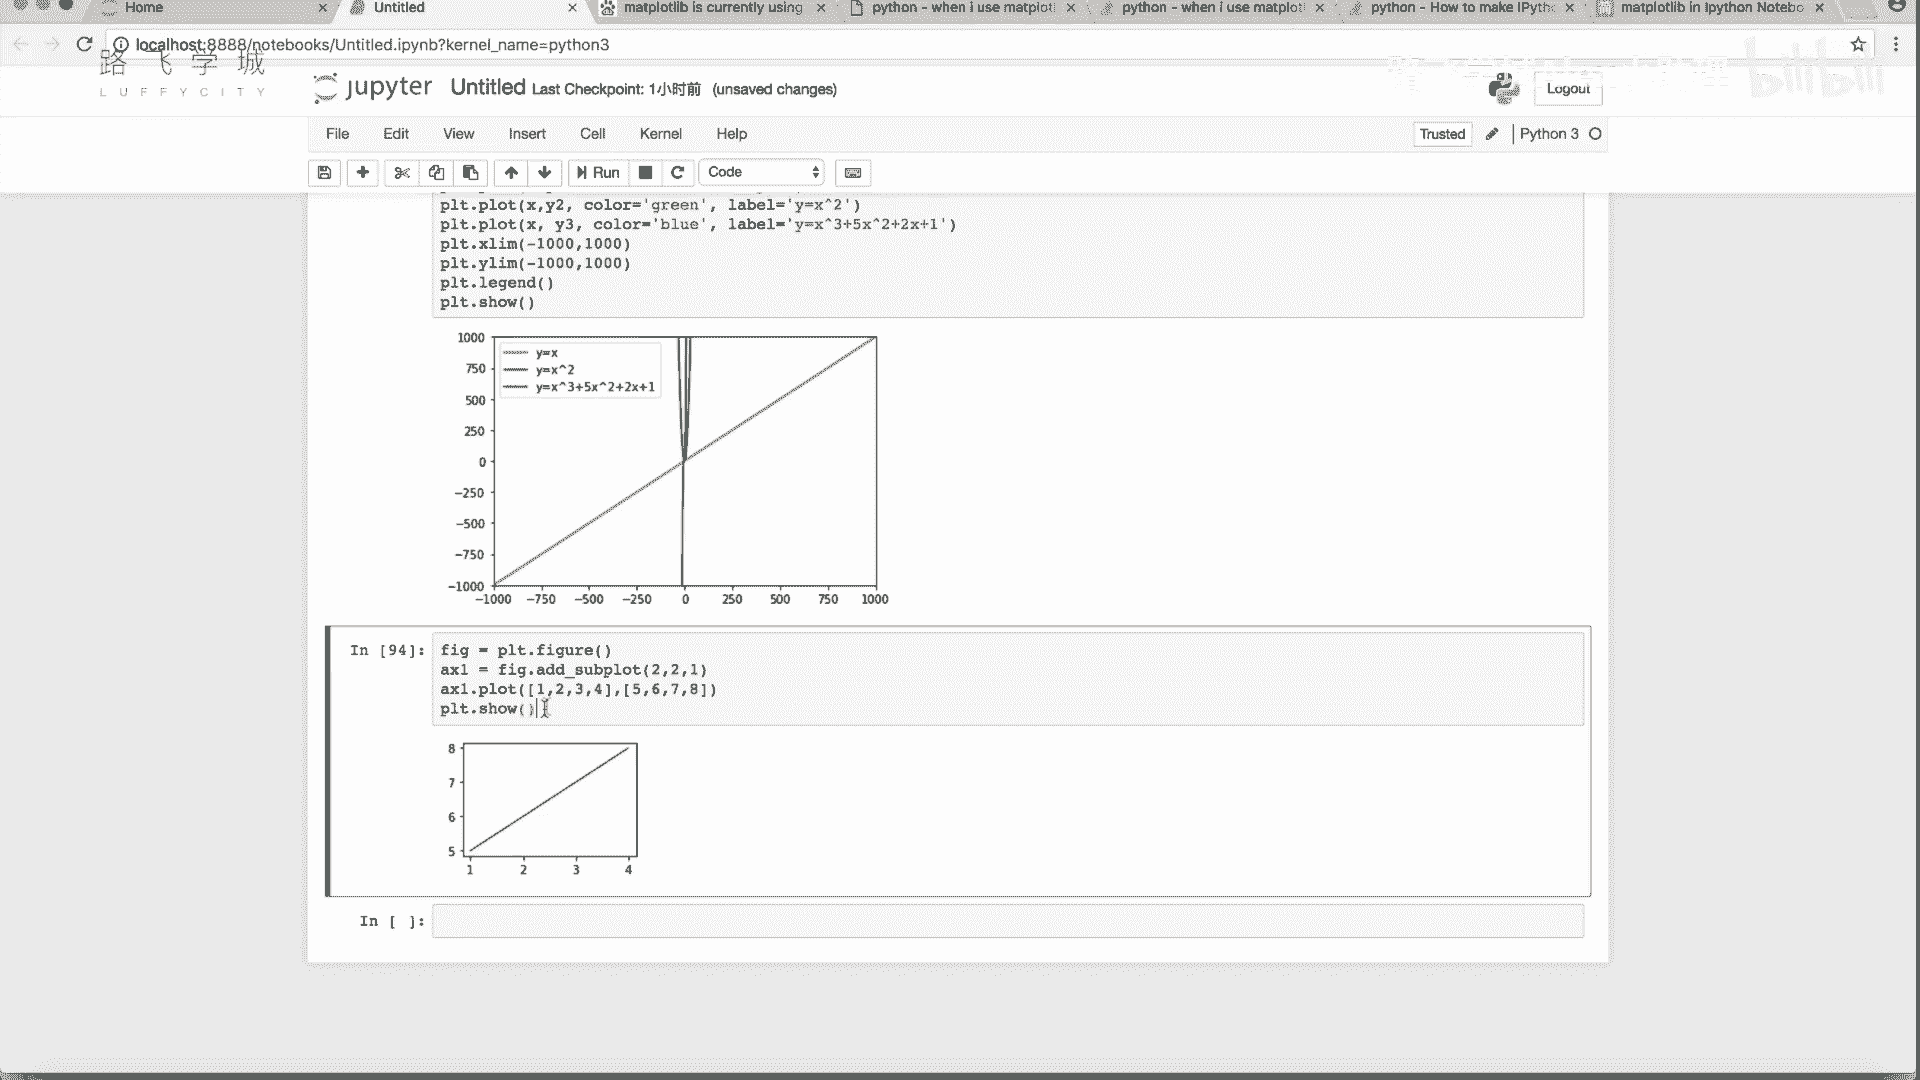 Home
Untitled
matplotlib is currently using
python - when i use matplotl
python - when i use matplotl
python - How to make IPyth
matplotlib in Ipython Notebo
localhost:8888/notebooks/Untitled.ipynb?kernel_name=python3
路飞学城
LUFFYCITY
bilibili
jupyter Untitled Last Checkpoint: 1小时前 (unsaved changes)
Logout
File Edit View Insert Cell Kernel Help
Trusted
Python 3
Run
Code
plt.plot(x,y2, color='green', label='y=x^2')
plt.plot(x, y3, color='blue', label='y=x^3+5x^2+2x+1')
plt.xlim(-1000,1000)
plt.ylim(-1000,1000)
plt.legend()
plt.show()
y=x
y=x^2
y=x^3+5x^2+2x+1
1000
750
500
250
0
−250
−500
−750
−1000
−1000 −750 −500 −250 0 250 500 750 1000
In [94]:
fig = plt.figure()
ax1 = fig.add_subplot(2,2,1)
ax1.plot([1,2,3,4],[5,6,7,8])
plt.show()
8
7
6
5
1 2 3 4
In [ ]: